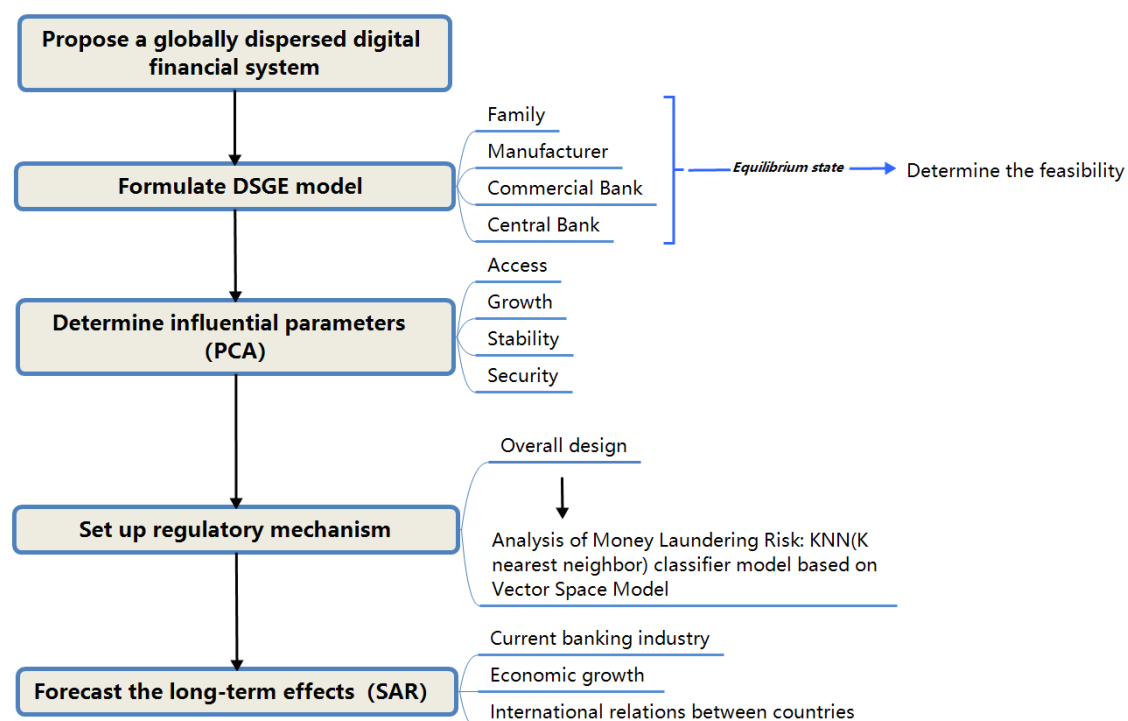 Propose a globally dispersed digital
financial system
Formulate DSGE model
Family
Manufacturer
Commercial Bank
Central Bank
Equilibrium state
Determine the feasibility
Determine influential parameters
（PCA）
Access
Growth
Stability
Security
Set up regulatory mechanism
Overall design
Analysis of Money Laundering Risk: KNN(K
nearest neighbor) classifier model based on
Vector Space Model
Forecast the long-term effects（SAR）
Current banking industry
Economic growth
International relations between countries